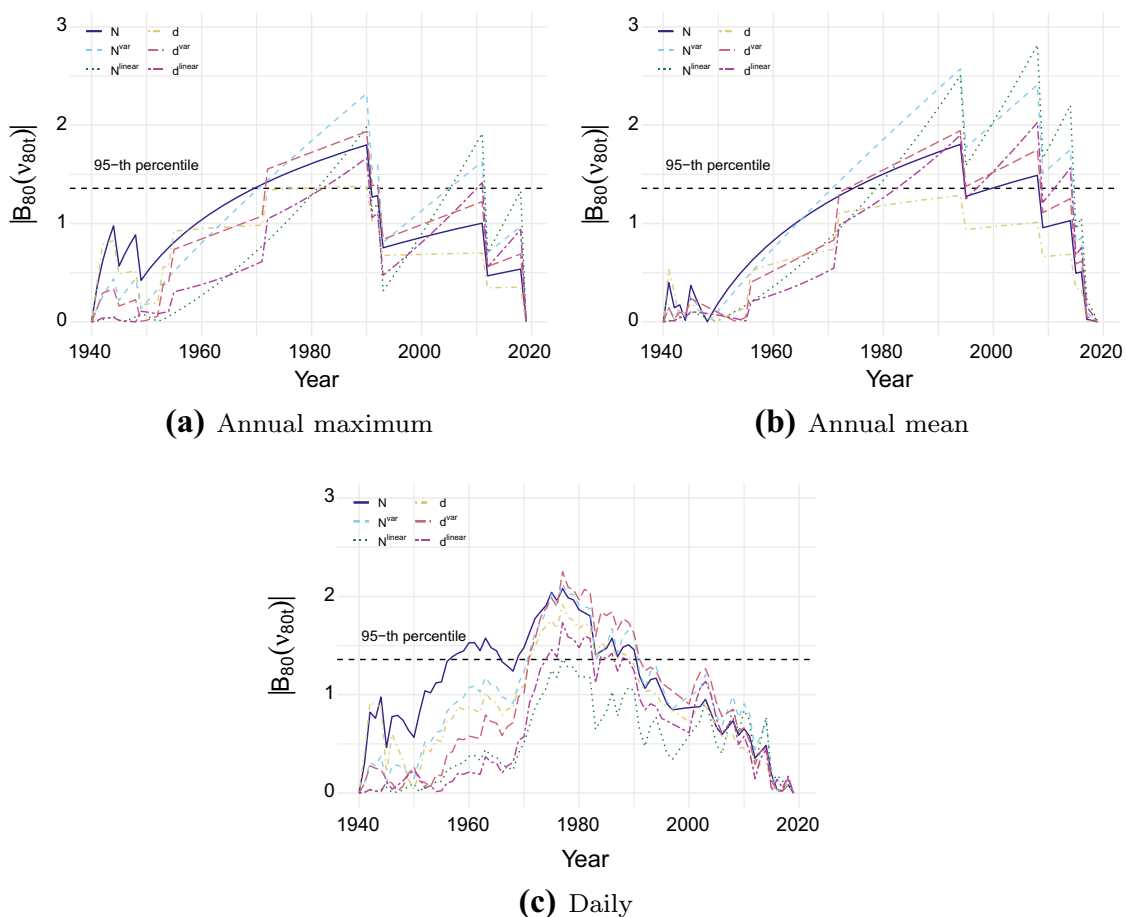 3
N d
N^var d^var
N^linear d^linear
2
95-th percentile
1
0
|B80(ν80t)|
1940 1960 1980 2000 2020
Year
(a) Annual maximum
3
N d
N^var d^var
N^linear d^linear
2
95-th percentile
1
0
|B80(ν80t)|
1940 1960 1980 2000 2020
Year
(b) Annual mean
3
N d
N^var d^var
N^linear d^linear
2
95-th percentile
1
0
|B80(ν80t)|
1940 1960 1980 2000 2020
Year
(c) Daily